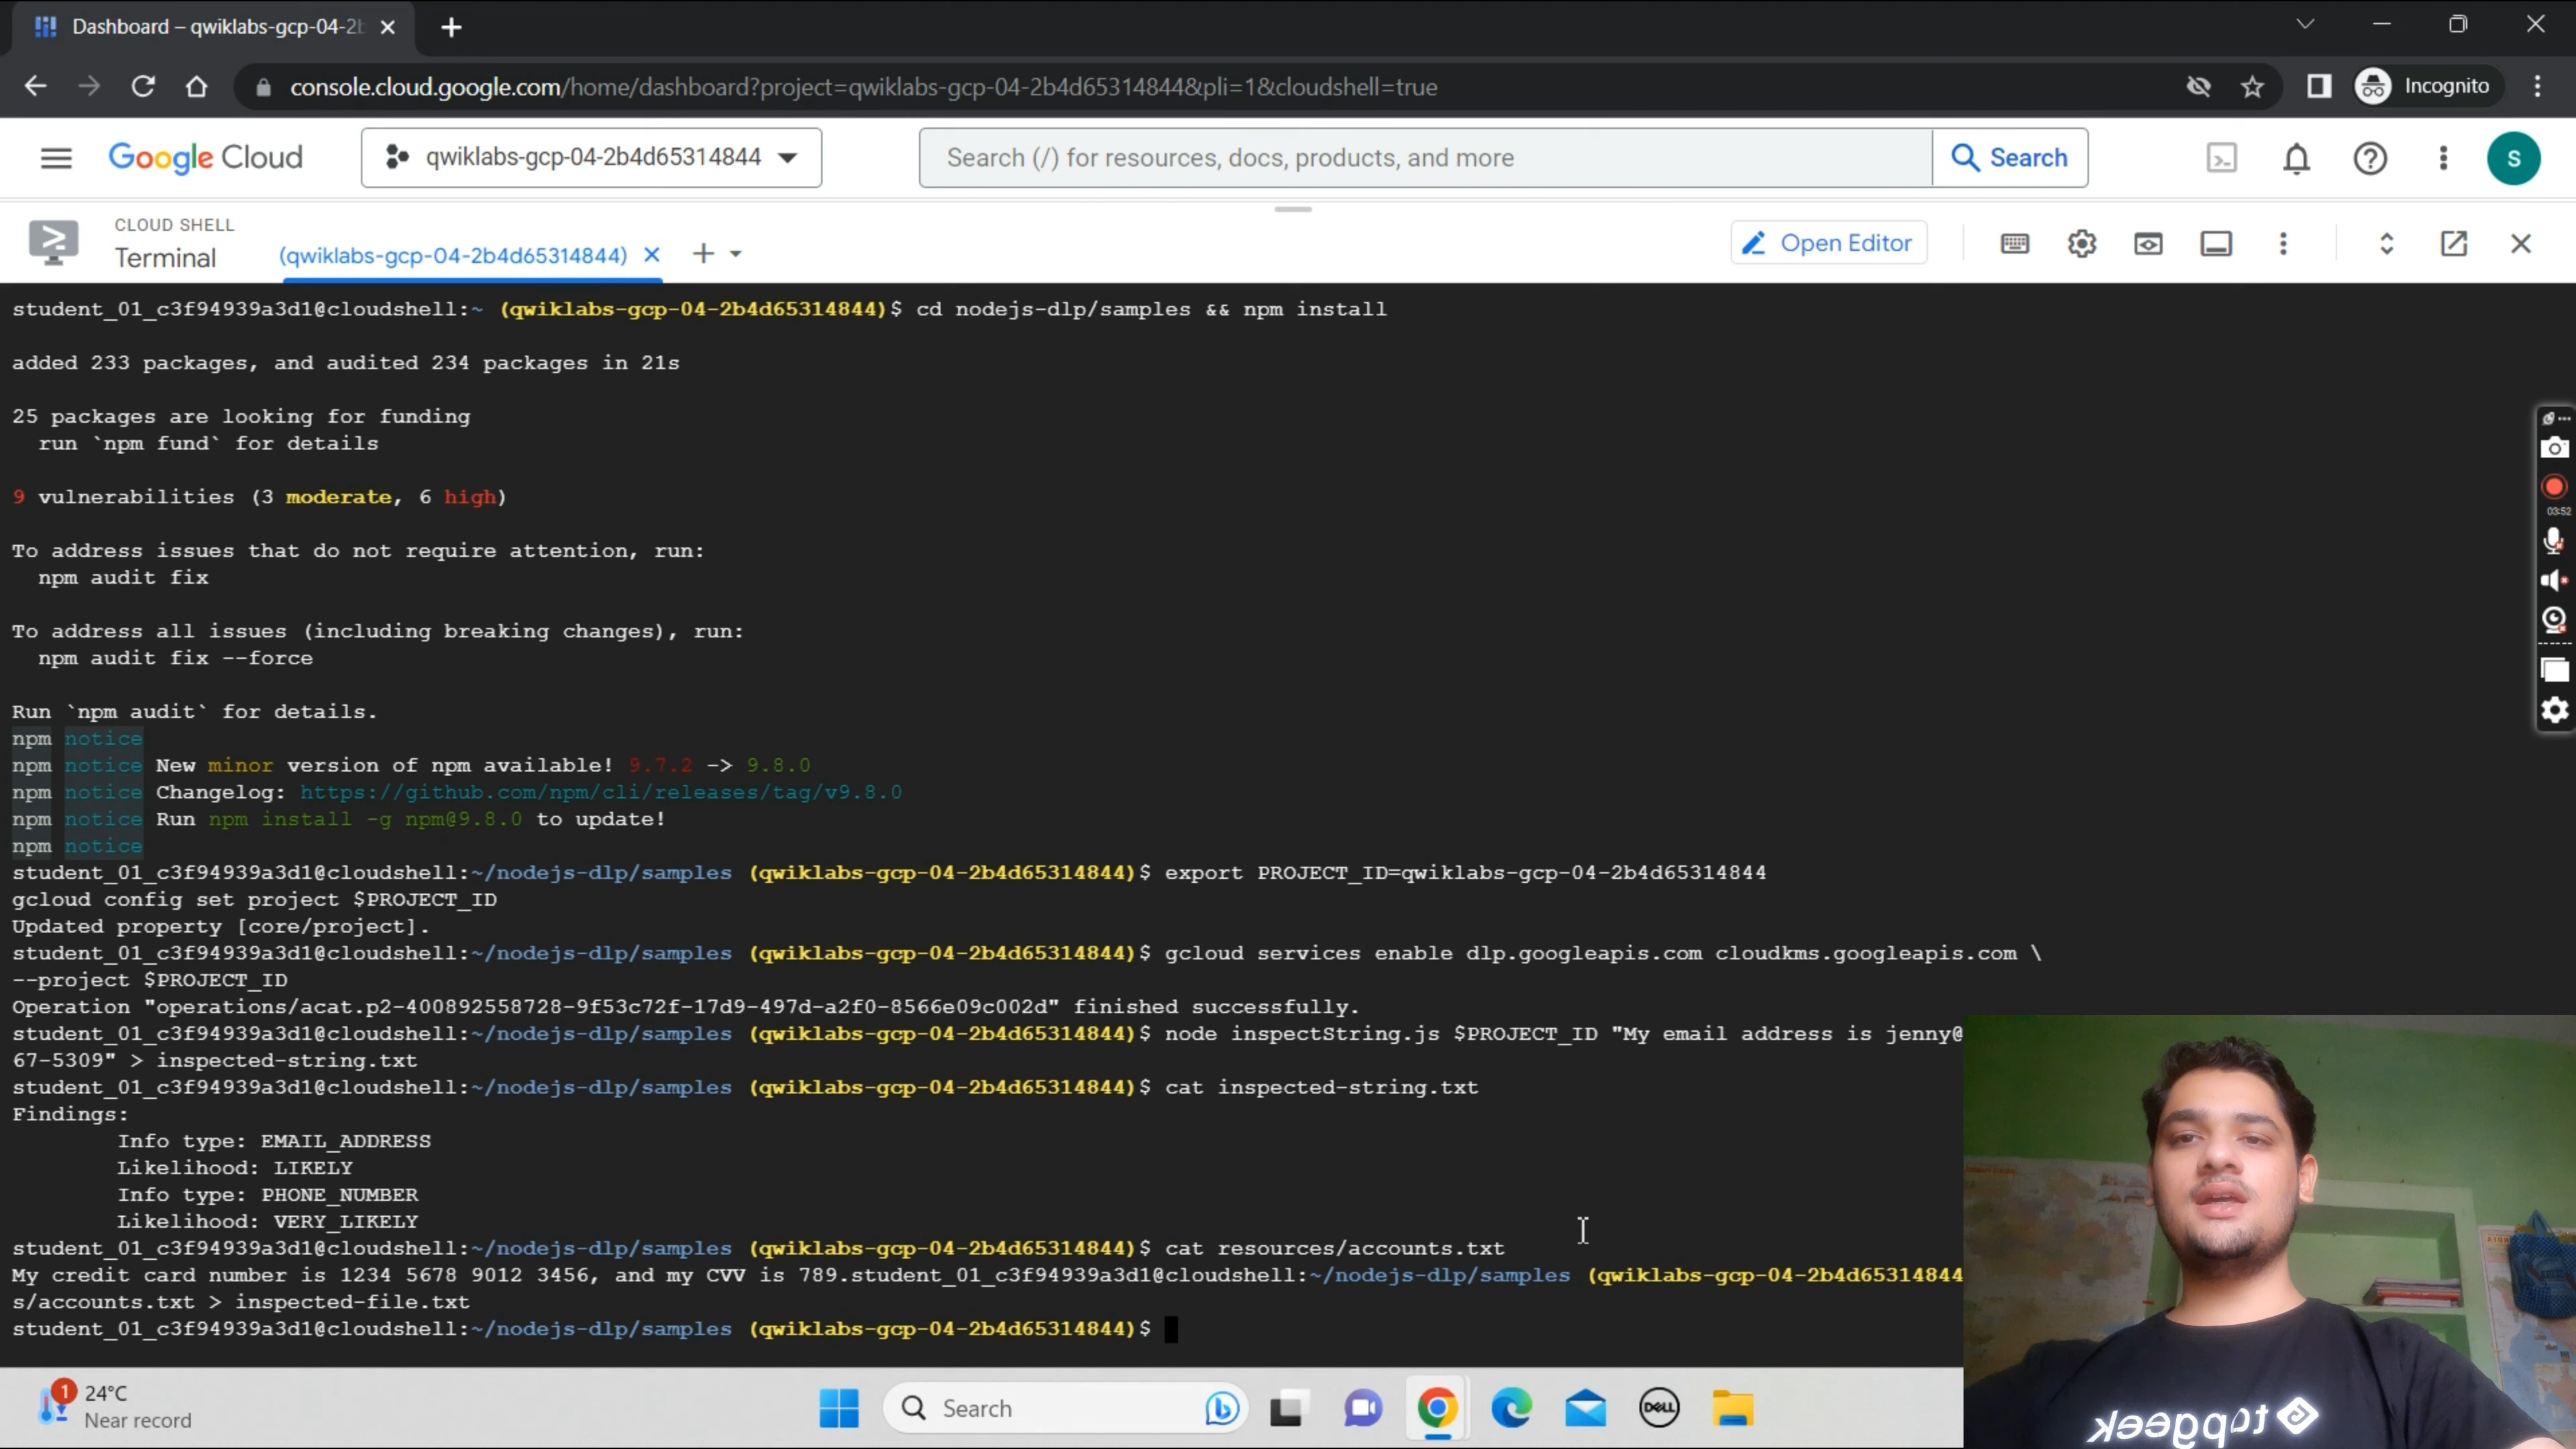 Dashboard – qwiklabs-gcp-04-2b
console.cloud.google.com/home/dashboard?project=qwiklabs-gcp-04-2b4d65314844&pli=1&cloudshell=true
Incognito
Google Cloud
qwiklabs-gcp-04-2b4d65314844
Search (/) for resources, docs, products, and more
Search
S
CLOUD SHELL
Terminal
(qwiklabs-gcp-04-2b4d65314844)
Open Editor
student_01_c3f94939a3d1@cloudshell:~ (qwiklabs-gcp-04-2b4d65314844)$ cd nodejs-dlp/samples && npm install
added 233 packages, and audited 234 packages in 21s
25 packages are looking for funding
run `npm fund` for details
9 vulnerabilities (3 moderate, 6 high)
To address issues that do not require attention, run:
npm audit fix
To address all issues (including breaking changes), run:
npm audit fix --force
Run `npm audit` for details.
npm notice
npm notice New minor version of npm available! 9.7.2 -> 9.8.0
npm notice Changelog: https://github.com/npm/cli/releases/tag/v9.8.0
npm notice Run npm install -g npm@9.8.0 to update!
npm notice
student_01_c3f94939a3d1@cloudshell:~/nodejs-dlp/samples (qwiklabs-gcp-04-2b4d65314844)$ export PROJECT_ID=qwiklabs-gcp-04-2b4d65314844
gcloud config set project $PROJECT_ID
Updated property [core/project].
student_01_c3f94939a3d1@cloudshell:~/nodejs-dlp/samples (qwiklabs-gcp-04-2b4d65314844)$ gcloud services enable dlp.googleapis.com cloudkms.googleapis.com \
--project $PROJECT_ID
Operation "operations/acat.p2-400892558728-9f53c72f-17d9-497d-a2f0-8566e09c002d" finished successfully.
student_01_c3f94939a3d1@cloudshell:~/nodejs-dlp/samples (qwiklabs-gcp-04-2b4d65314844)$ node inspectString.js $PROJECT_ID "My email address is jenny@
67-5309" > inspected-string.txt
student_01_c3f94939a3d1@cloudshell:~/nodejs-dlp/samples (qwiklabs-gcp-04-2b4d65314844)$ cat inspected-string.txt
Findings:
Info type: EMAIL_ADDRESS
Likelihood: LIKELY
Info type: PHONE_NUMBER
Likelihood: VERY_LIKELY
student_01_c3f94939a3d1@cloudshell:~/nodejs-dlp/samples (qwiklabs-gcp-04-2b4d65314844)$ cat resources/accounts.txt
My credit card number is 1234 5678 9012 3456, and my CVV is 789.student_01_c3f94939a3d1@cloudshell:~/nodejs-dlp/samples (qwiklabs-gcp-04-2b4d65314844
s/accounts.txt > inspected-file.txt
student_01_c3f94939a3d1@cloudshell:~/nodejs-dlp/samples (qwiklabs-gcp-04-2b4d65314844)$
03:52
1
24°C
Near record
Search
DELL
topgeek